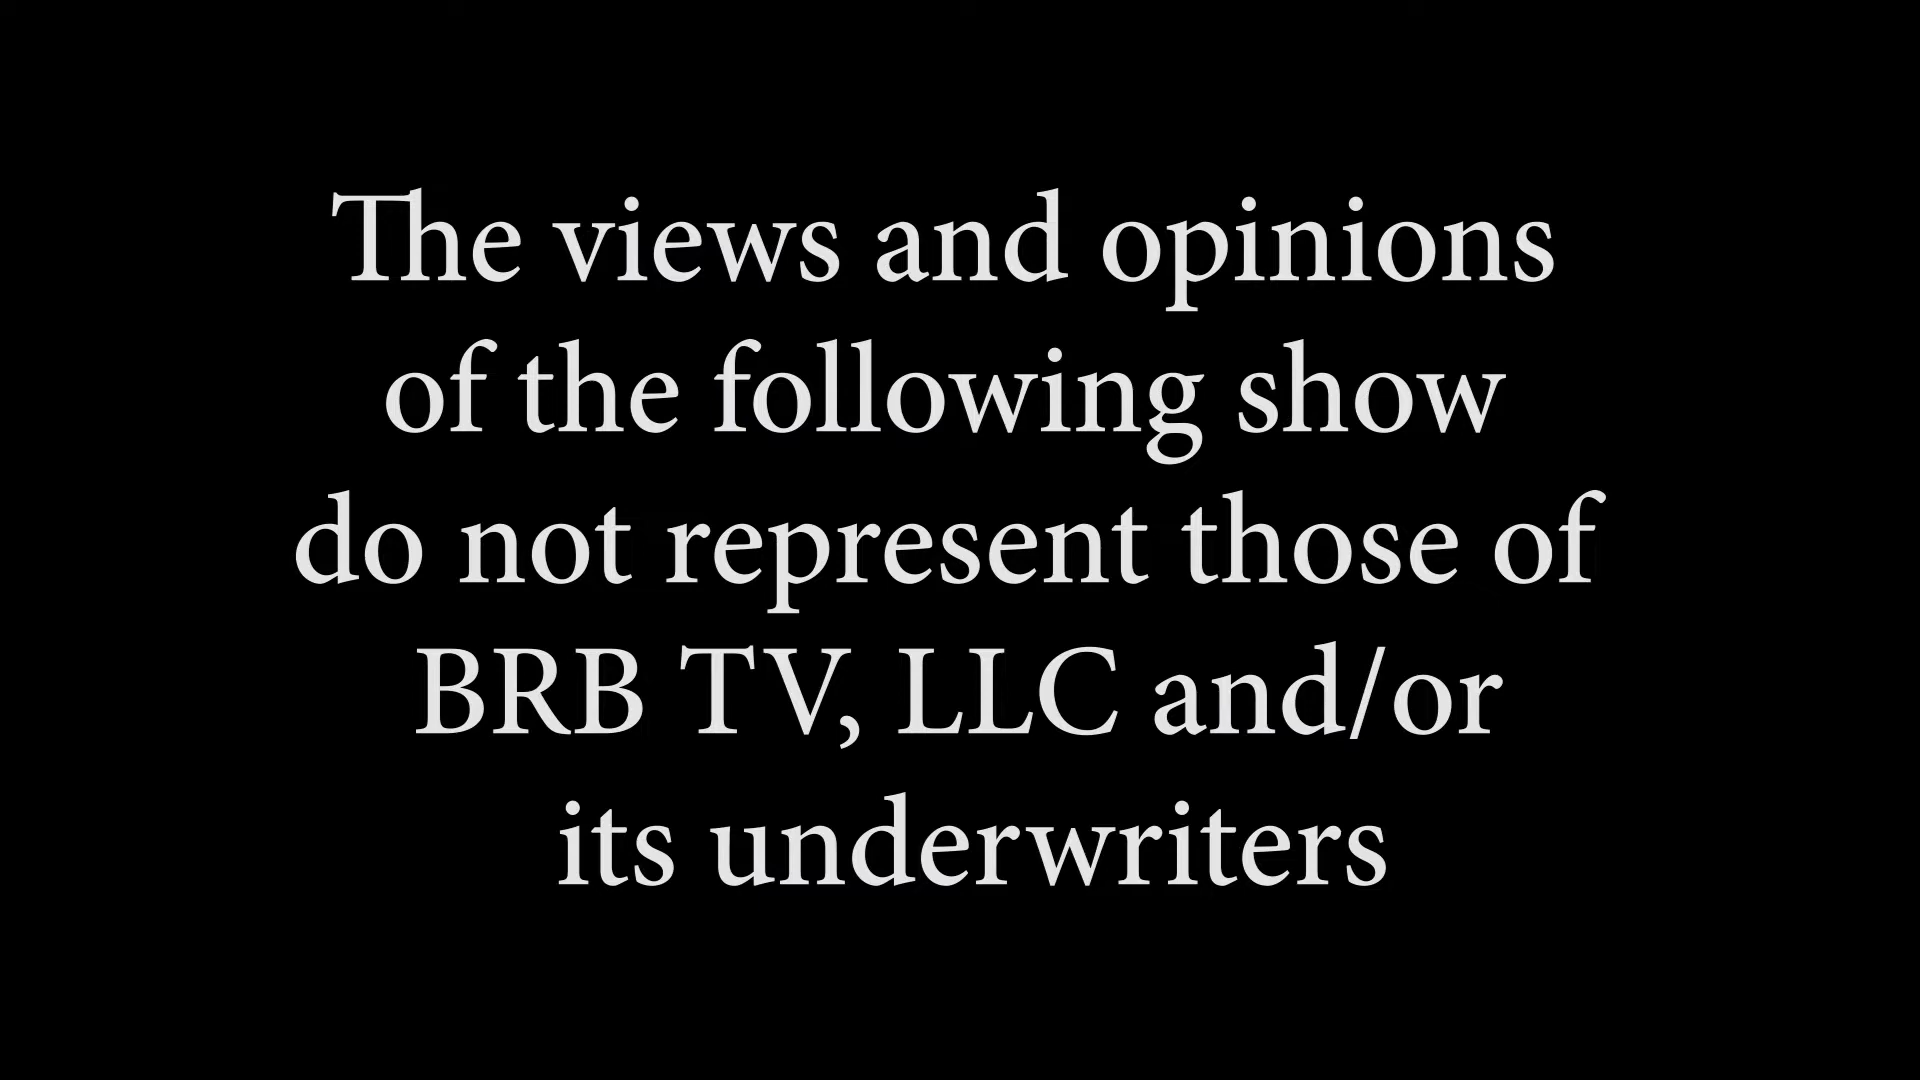 The views and opinions
of the following show
do not represent those of
BRB TV, LLC and/or
its underwriters